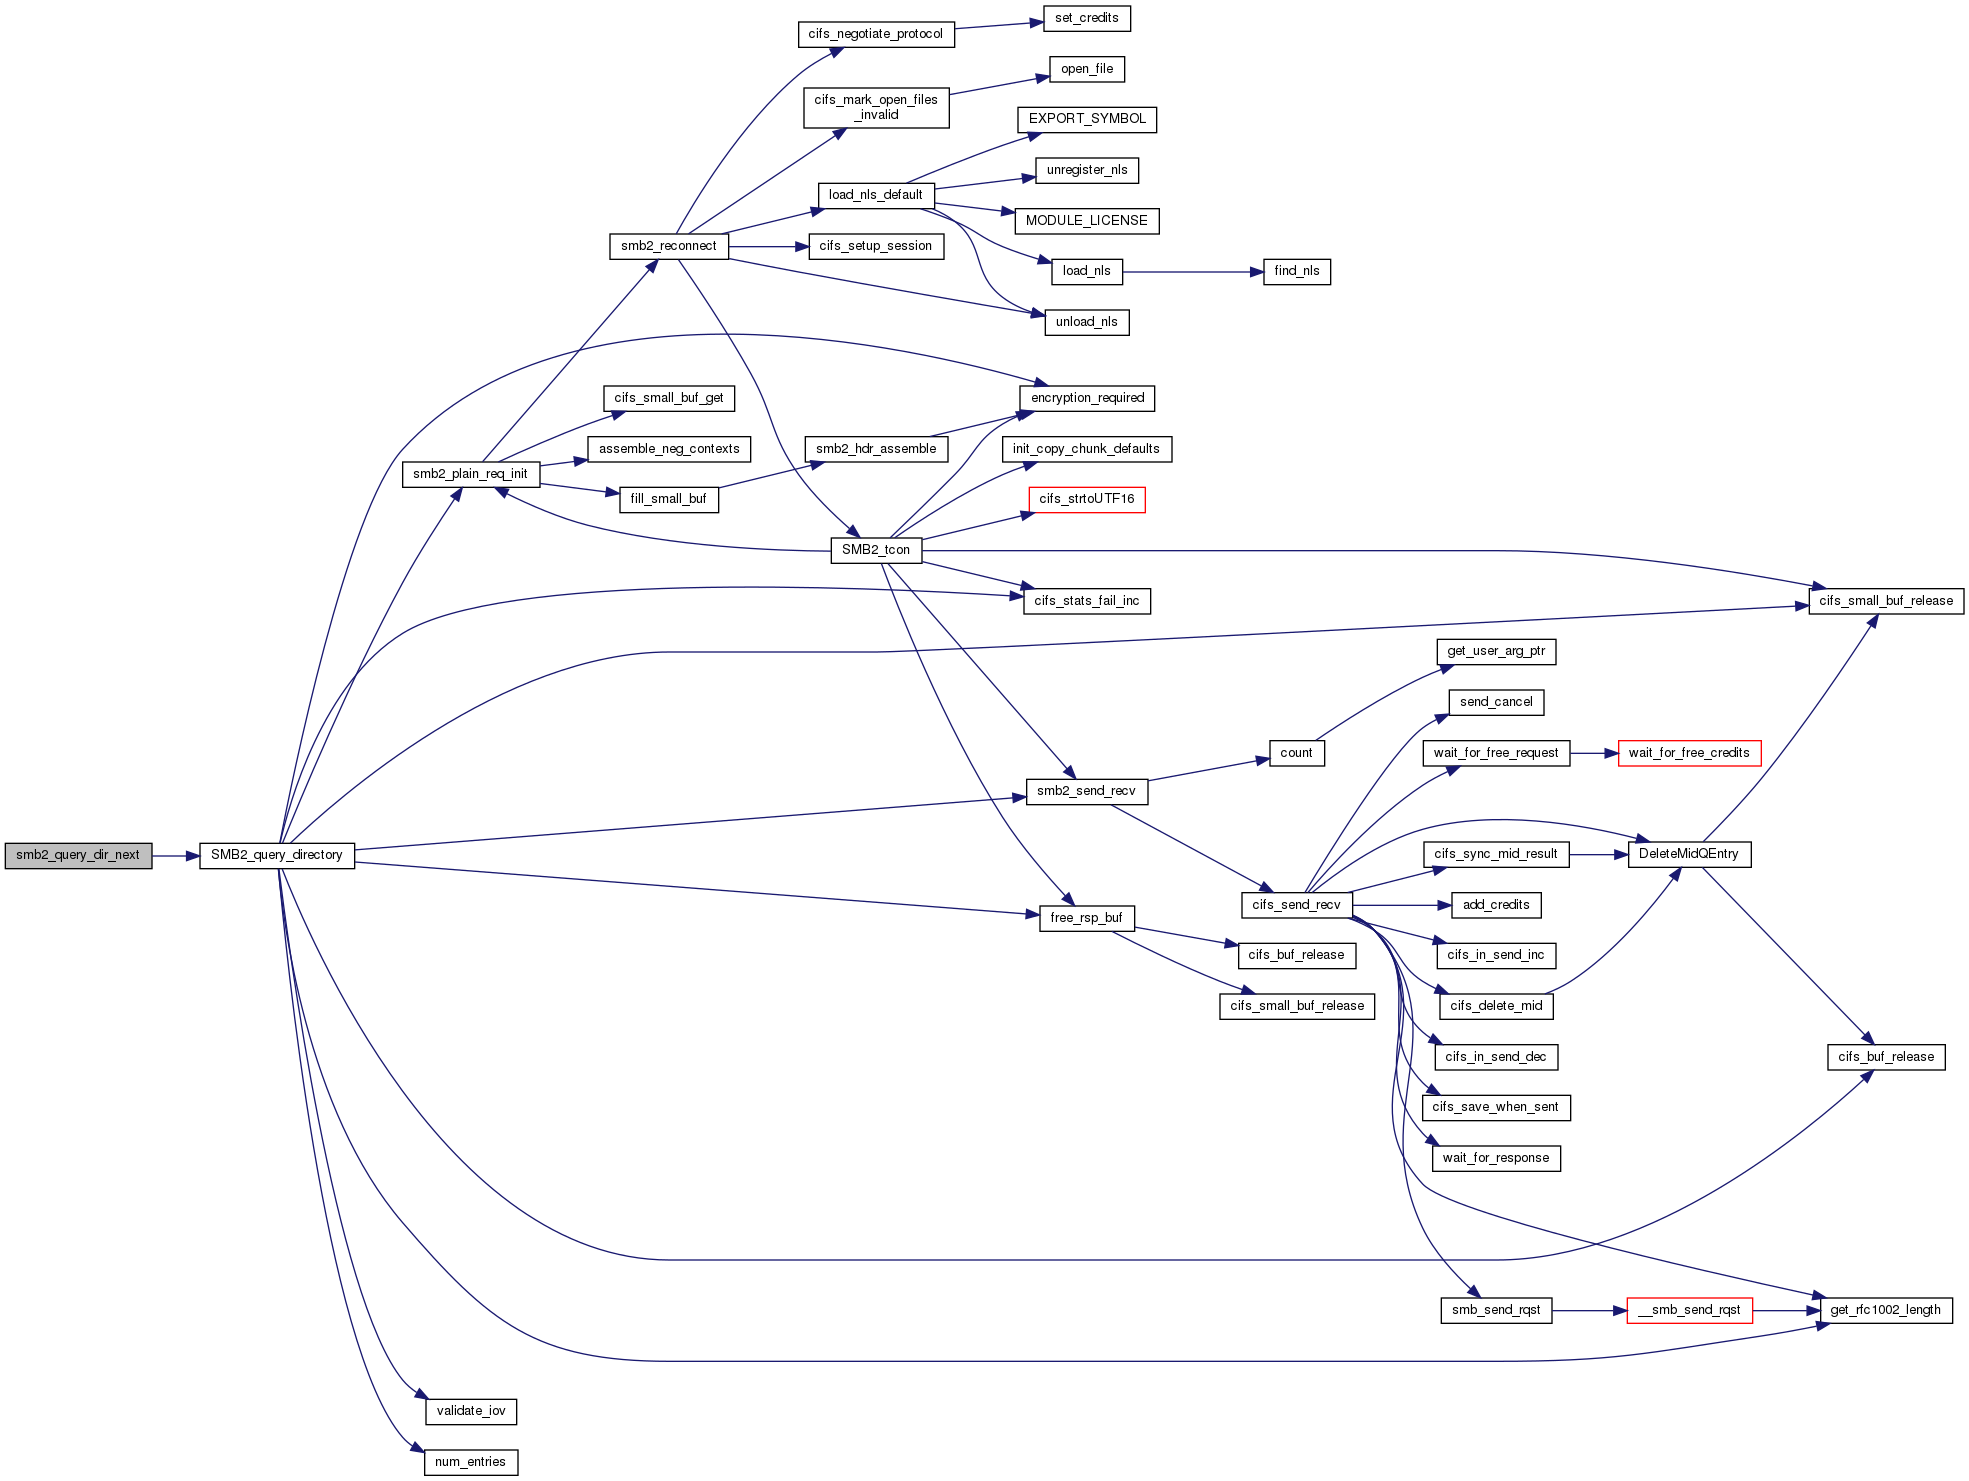 set_credits
cifs_negotiate_protocol
open_file
cifs_mark_open_files
_invalid
EXPORT_SYMBOL
unregister_nls
load_nls_default
MODULE_LICENSE
smb2_reconnect
cifs_setup_session
load_nls
find_nls
unload_nls
cifs_small_buf_get
encryption_required
assemble_neg_contexts
smb2_hdr_assemble
init_copy_chunk_defaults
smb2_plain_req_init
fill_small_buf
cifs_strtoUTF16
SMB2_tcon
cifs_stats_fail_inc
cifs_small_buf_release
get_user_arg_ptr
send_cancel
count
wait_for_free_request
wait_for_free_credits
smb2_send_recv
smb2_query_dir_next
SMB2_query_directory
cifs_sync_mid_result
DeleteMidQEntry
cifs_send_recv
add_credits
free_rsp_buf
cifs_buf_release
cifs_in_send_inc
cifs_small_buf_release
cifs_delete_mid
cifs_in_send_dec
cifs_buf_release
cifs_save_when_sent
wait_for_response
smb_send_rqst
__smb_send_rqst
get_rfc1002_length
validate_iov
num_entries